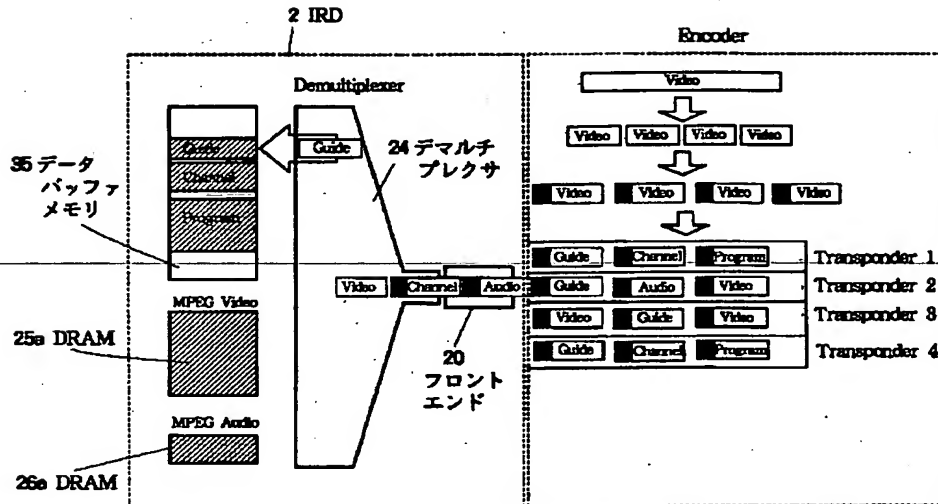 2 IRD
Encoder
Demultiplexer
Video
Video Video Video Video
Video Video Video Video
35 データ
バッファ
メモリ
Guide
Channel
Program
Guide
24 デマルチ
プレクサ
Video Channel Audio
20
フロント
エンド
Guide Channel Program Transponder 1
Guide Audio Video Transponder 2
Video Guide Video Transponder 3
Guide Channel Program Transponder 4
MPEG Video
25a DRAM
MPEG Audio
26a DRAM